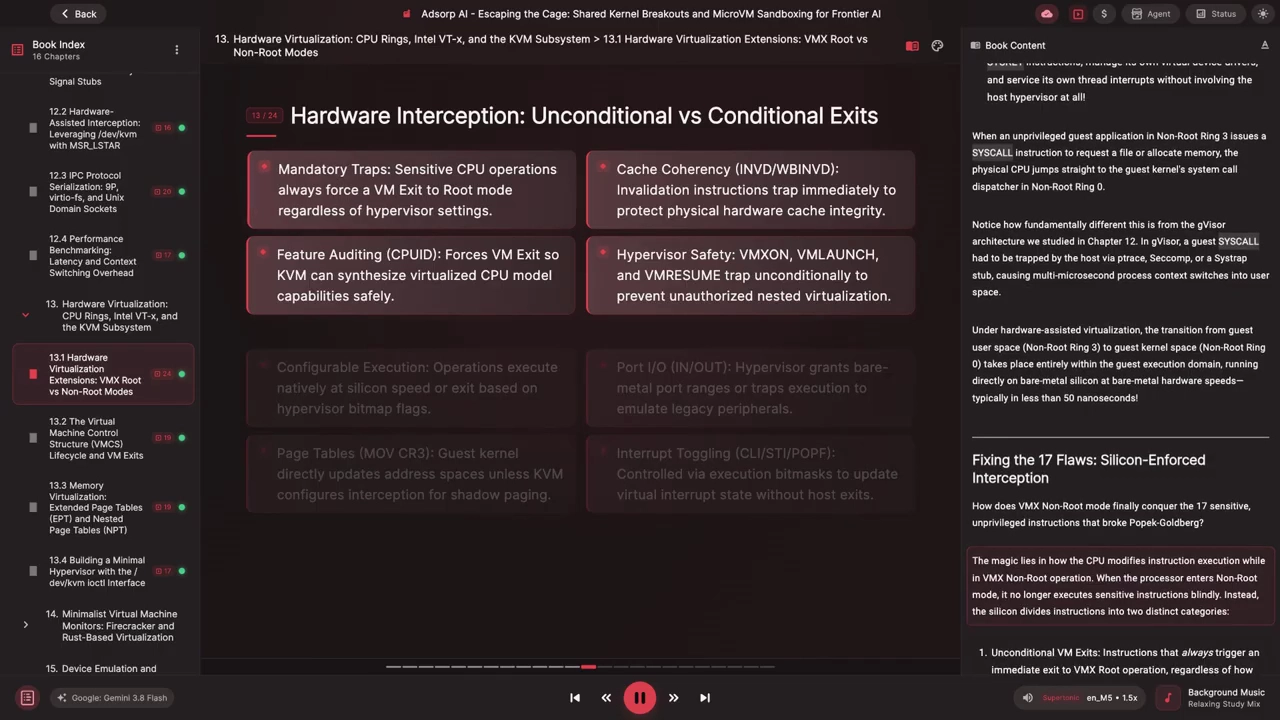 Back
Adsorp AI - Escaping the Cage: Shared Kernel Breakouts and MicroVM Sandboxing for Frontier AI
$
Agent
Status
Book Index
16 Chapters
Signal Stubs
12.2 Hardware-
Assisted Interception:
Leveraging /dev/kvm
with MSR_LSTAR
16
12.3 IPC Protocol
Serialization: 9P,
virtio-fs, and Unix
Domain Sockets
20
12.4 Performance
Benchmarking:
Latency and Context
Switching Overhead
17
13. Hardware Virtualization:
CPU Rings, Intel VT-x, and
the KVM Subsystem
13.1 Hardware
Virtualization
Extensions: VMX Root
vs Non-Root Modes
24
13.2 The Virtual
Machine Control
Structure (VMCS)
Lifecycle and VM Exits
19
13.3 Memory
Virtualization:
Extended Page Tables
(EPT) and Nested
Page Tables (NPT)
19
13.4 Building a Minimal
Hypervisor with the /
dev/kvm ioctl Interface
17
14. Minimalist Virtual Machine
Monitors: Firecracker and
Rust-Based Virtualization
15. Device Emulation and
13. Hardware Virtualization: CPU Rings, Intel VT-x, and the KVM Subsystem > 13.1 Hardware Virtualization Extensions: VMX Root vs
Non-Root Modes
13 / 24
Hardware Interception: Unconditional vs Conditional Exits
Mandatory Traps: Sensitive CPU operations
always force a VM Exit to Root mode
regardless of hypervisor settings.
Cache Coherency (INVD/WBINVD):
Invalidation instructions trap immediately to
protect physical hardware cache integrity.
Feature Auditing (CPUID): Forces VM Exit so
KVM can synthesize virtualized CPU model
capabilities safely.
Hypervisor Safety: VMXON, VMLAUNCH,
and VMRESUME trap unconditionally to
prevent unauthorized nested virtualization.
Configurable Execution: Operations execute
natively at silicon speed or exit based on
hypervisor bitmap flags.
Port I/O (IN/OUT): Hypervisor grants bare-
metal port ranges or traps execution to
emulate legacy peripherals.
Page Tables (MOV CR3): Guest kernel
directly updates address spaces unless KVM
configures interception for shadow paging.
Interrupt Toggling (CLI/STI/POPF):
Controlled via execution bitmasks to update
virtual interrupt state without host exits.
Book Content
SYSRET instructions, manage its own virtual device drivers,
and service its own thread interrupts without involving the
host hypervisor at all!
When an unprivileged guest application in Non-Root Ring 3 issues a
SYSCALL instruction to request a file or allocate memory, the
physical CPU jumps straight to the guest kernel's system call
dispatcher in Non-Root Ring 0.
Notice how fundamentally different this is from the gVisor
architecture we studied in Chapter 12. In gVisor, a guest SYSCALL
had to be trapped by the host via ptrace, Seccomp, or a Systrap
stub, causing multi-microsecond process context switches into user
space.
Under hardware-assisted virtualization, the transition from guest
user space (Non-Root Ring 3) to guest kernel space (Non-Root Ring
0) takes place entirely within the guest execution domain, running
directly on bare-metal silicon at bare-metal hardware speeds—
typically in less than 50 nanoseconds!
Fixing the 17 Flaws: Silicon-Enforced
Interception
How does VMX Non-Root mode finally conquer the 17 sensitive,
unprivileged instructions that broke Popek-Goldberg?
The magic lies in how the CPU modifies instruction execution while
in VMX Non-Root operation. When the processor enters Non-Root
mode, it no longer executes sensitive instructions blindly. Instead,
the silicon divides instructions into two distinct categories:
1. Unconditional VM Exits: Instructions that always trigger an
immediate exit to VMX Root operation, regardless of how
Google: Gemini 3.8 Flash
Supertonic
en_M5 • 1.5x
Background Music
Relaxing Study Mix